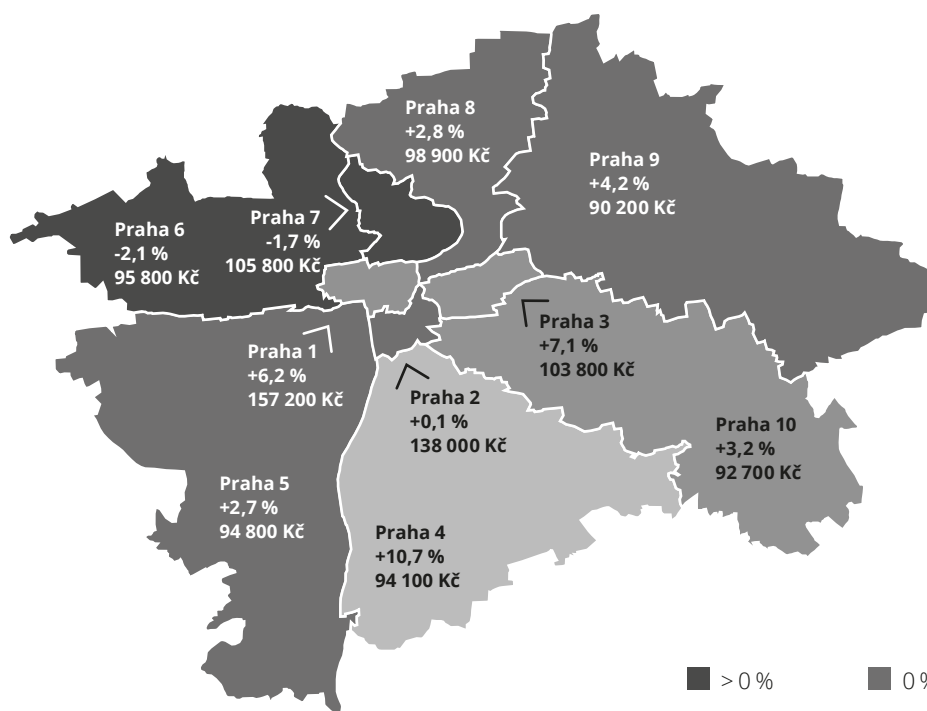 Praha 8
+2,8 %
98 900 Kč
Praha 9
+4,2 %
90 200 Kč
Praha 7
-1,7 %
105 800 Kč
Praha 6
-2,1 %
95 800 Kč
Praha 3
+7,1 %
103 800 Kč
Praha 1
+6,2 %
157 200 Kč
Praha 2
+0,1 %
138 000 Kč
Praha 10
+3,2 %
92 700 Kč
Praha 5
+2,7 %
94 800 Kč
Praha 4
+10,7 %
94 100 Kč
> 0 %
0 %